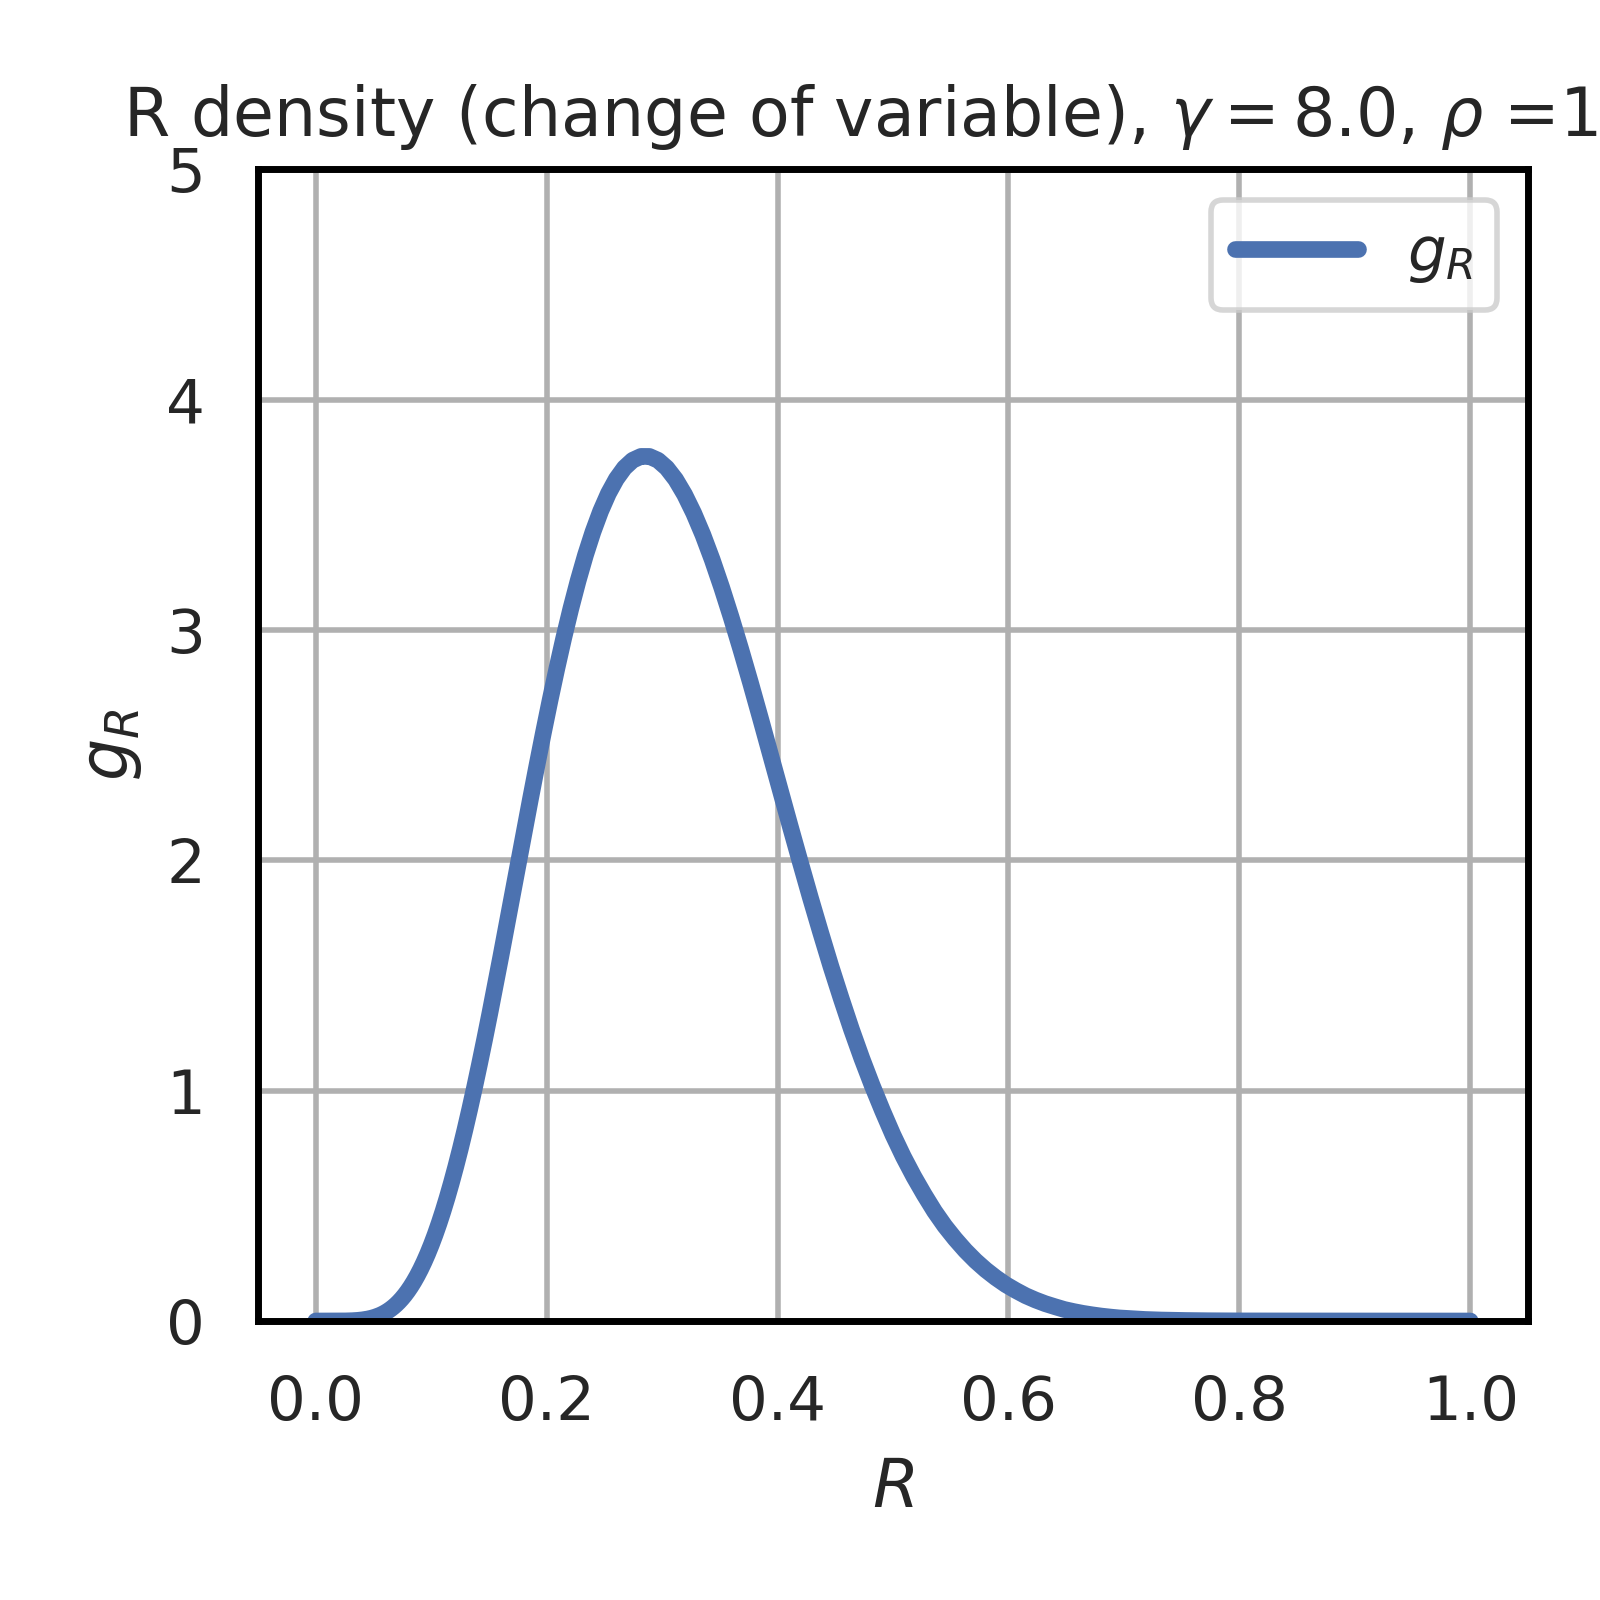 R density (change of variable), γ = 8.0, ρ =1
5
4
3
2
1
0
g_R
g_R
0.0 0.2 0.4 0.6 0.8 1.0
R